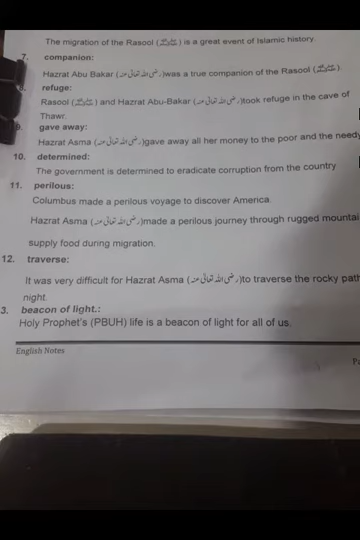 The migration of the Rasool (ﷺ) is a great event of Islamic history.
7. companion:
Hazrat Abu Bakar (رضی اللہ تعالیٰ عنہ) was a true companion of the Rasool (ﷺ).
8. refuge:
Rasool (ﷺ) and Hazrat Abu-Bakar (رضی اللہ تعالیٰ عنہ) took refuge in the cave of
Thawr.
9. gave away:
Hazrat Asma (رضی اللہ تعالیٰ عنہ) gave away all her money to the poor and the needy
10. determined:
The government is determined to eradicate corruption from the country
11. perilous:
Columbus made a perilous voyage to discover America.
Hazrat Asma (رضی اللہ تعالیٰ عنہ) made a perilous journey through rugged mountai
supply food during migration.
12. traverse:
It was very difficult for Hazrat Asma (رضی اللہ تعالیٰ عنہ) to traverse the rocky path
night.
3. beacon of light.:
Holy Prophet's (PBUH) life is a beacon of light for all of us.
English Notes